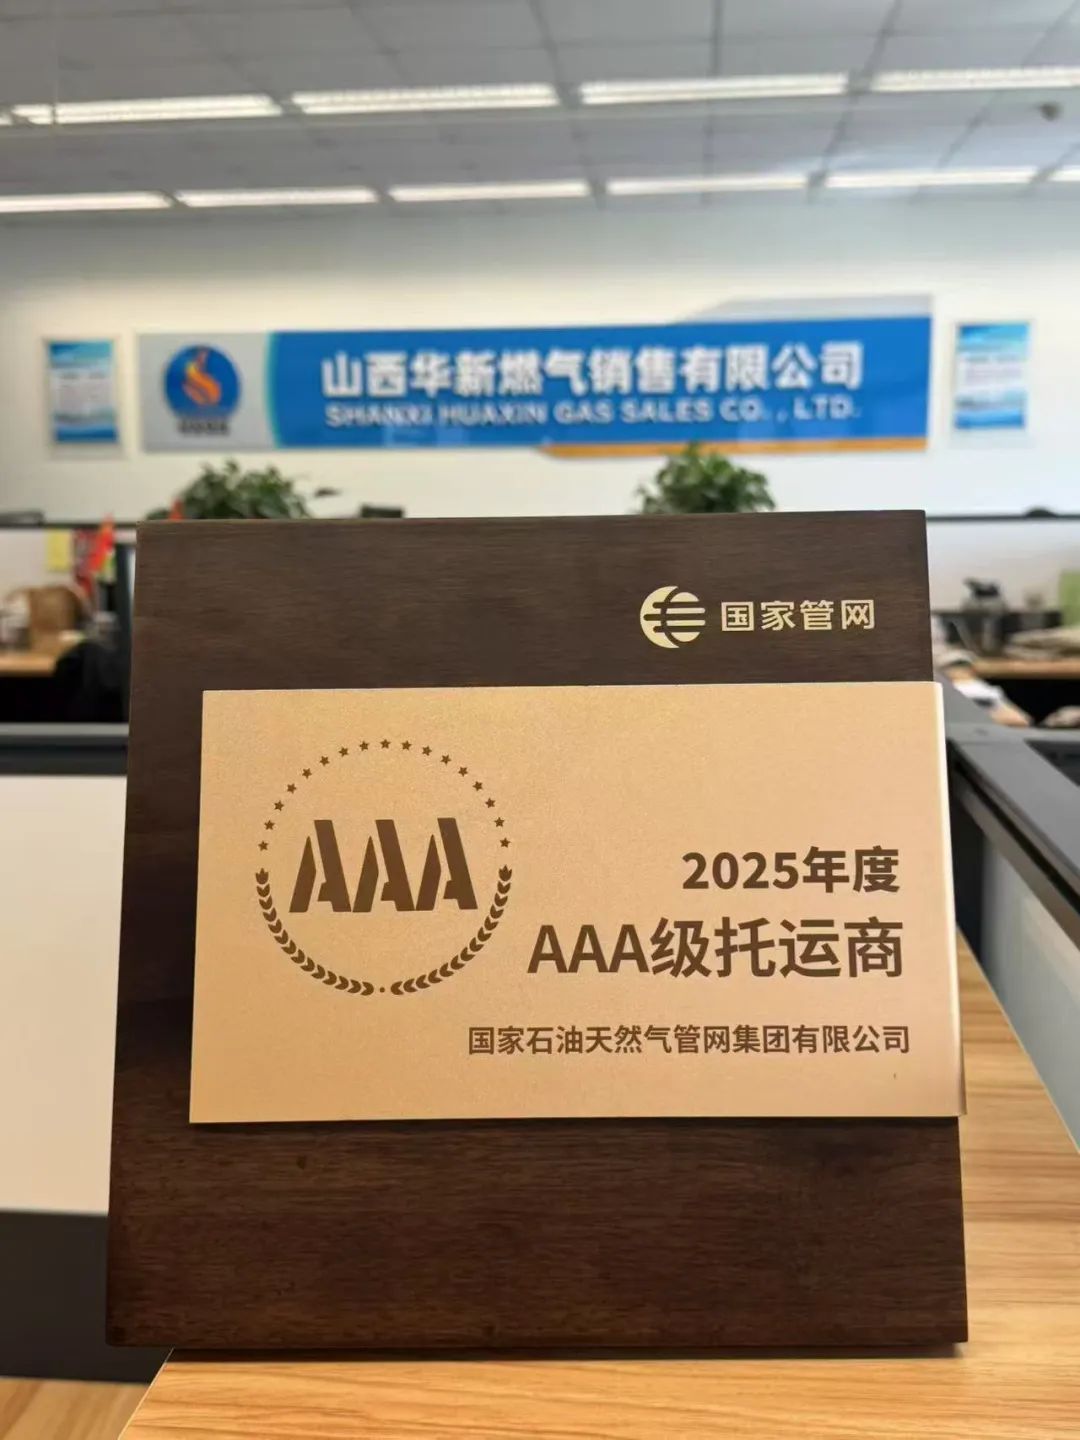 山西华新燃气销售有限公司
SHANXI HUAXIN GAS SALES CO., LTD.
国家管网
AAA
2025年度
AAA级托运商
国家石油天然气管网集团有限公司